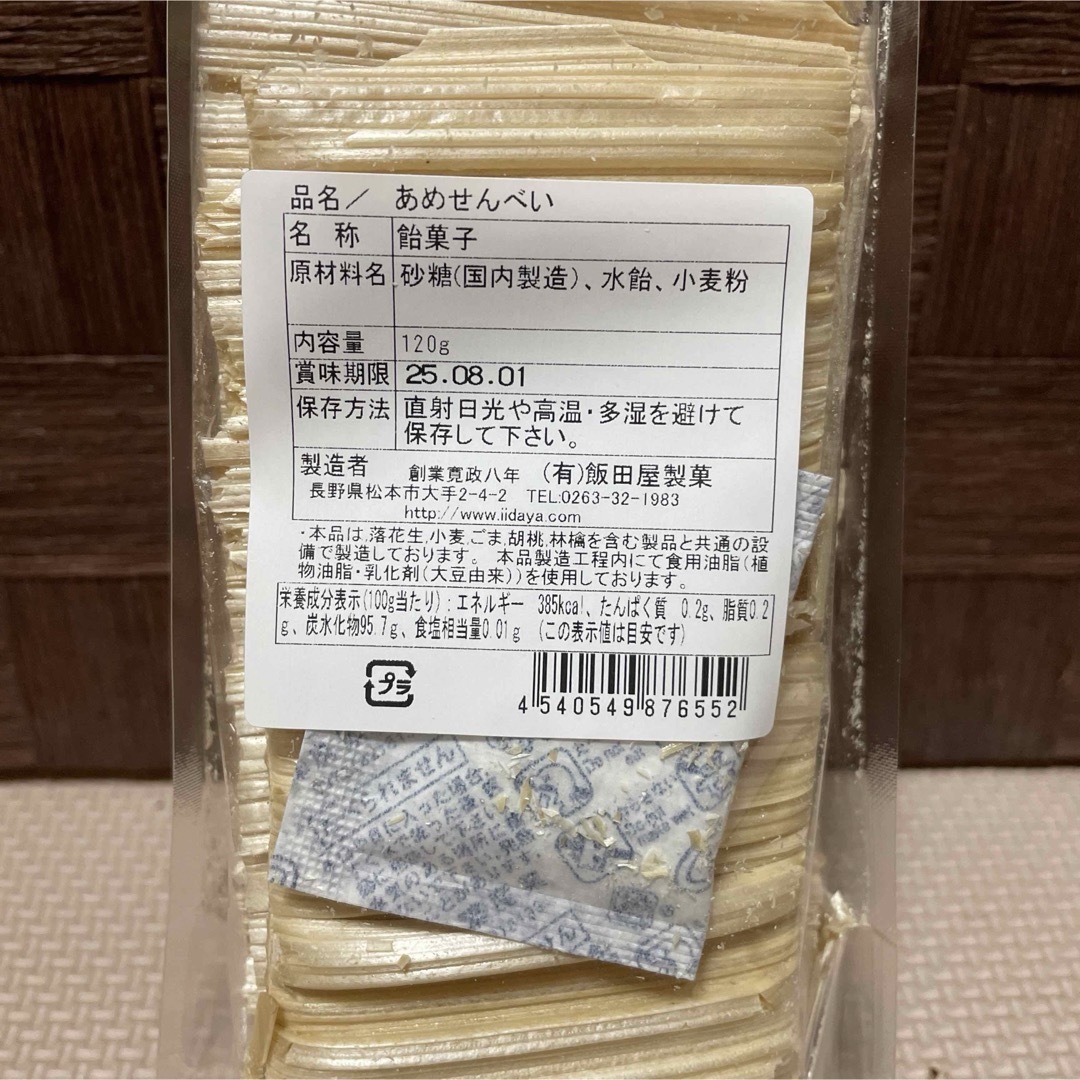 品名／　あめせんべい
名 称 飴菓子
原材料名 砂糖(国内製造)、水飴、小麦粉
内容量 120g
賞味期限 25.08.01
保存方法 直射日光や高温・多湿を避けて
保存して下さい。
製造者 創業寛政八年 (有)飯田屋製菓
長野県松本市大手2-4-2 TEL:0263-32-1983
http://www.iidaya.com
・本品は,落花生,小麦,ごま,胡桃,林檎を含む製品と共通の設
備で製造しております。 本品製造工程内にて食用油脂(植
物油脂・乳化剤(大豆由来))を使用しております。
栄養成分表示(100g当たり)：エネルギー 385kcal、たんぱく質 0.2g、脂質0.2
g、炭水化物95.7g、食塩相当量0.01g (この表示値は目安です)
プラ
4 540549 876552
られません